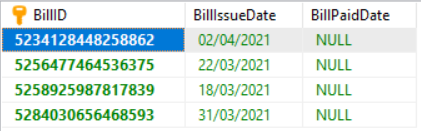 BillID BillIssueDate BillPaidDate
5234128448258862 02/04/2021 NULL
5256477464536375 22/03/2021 NULL
5258925987817839 18/03/2021 NULL
5284030656468593 31/03/2021 NULL